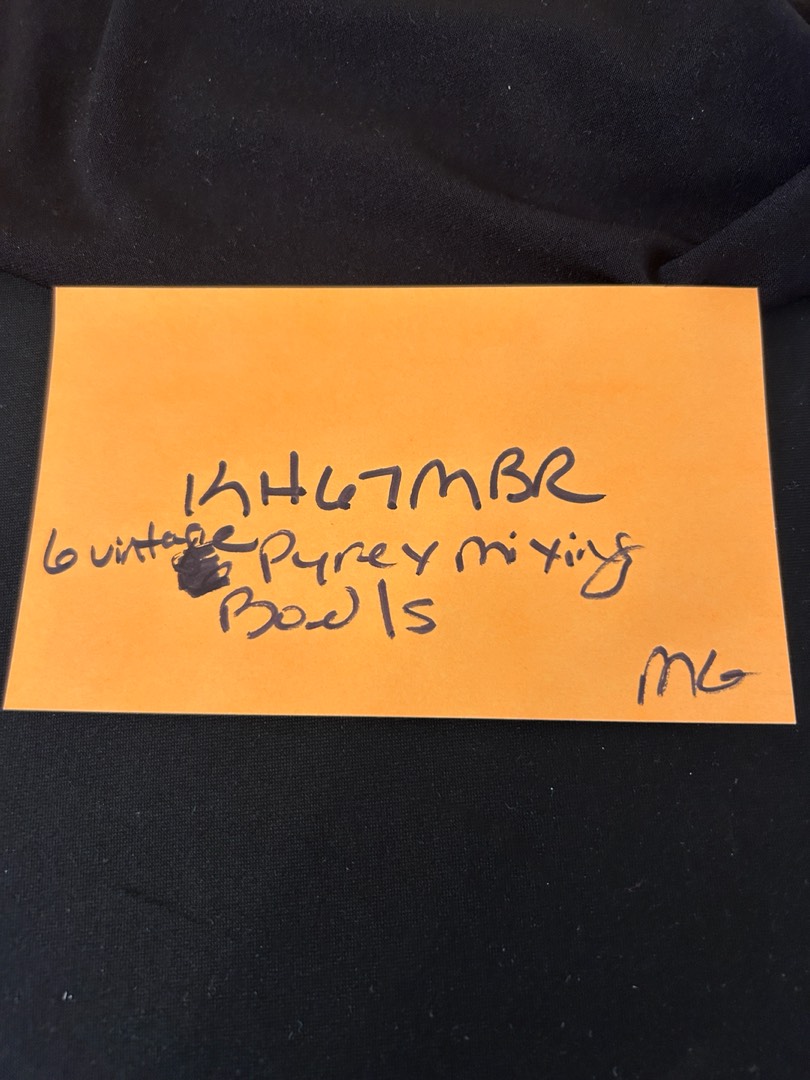 KH67MBR
6 vintage Pyrex mixing
Bowls
MG